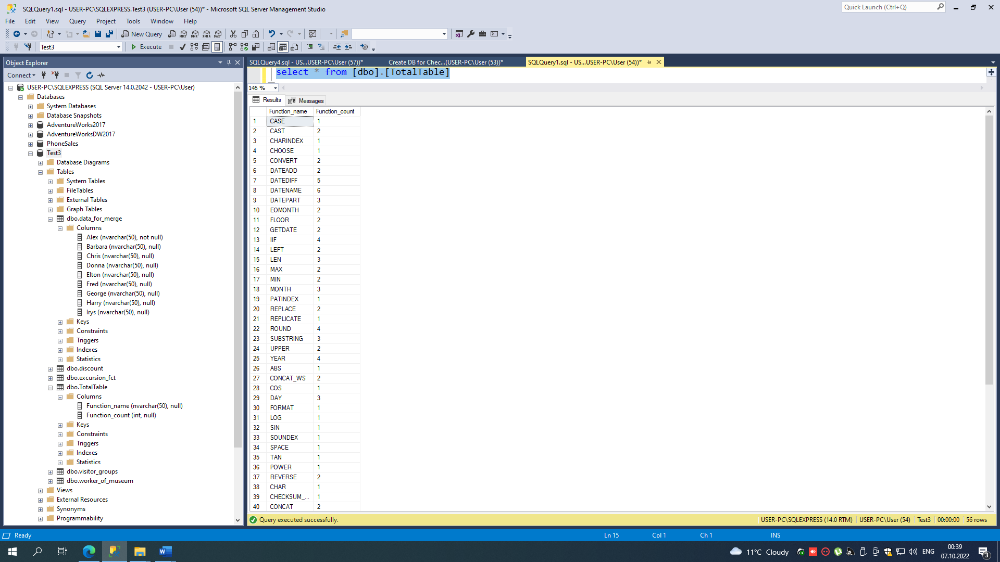 SQLQuery1.sql - USER-PC\SQLEXPRESS.Test3 (USER-PC\User (54))* - Microsoft SQL Server Management Studio
Quick Launch (Ctrl+Q)
File Edit View Query Project Tools Window Help
New Query
MDX DMX XMLA DAX
Test3
Execute
Object Explorer
Connect
USER-PC\SQLEXPRESS (SQL Server 14.0.2042 - USER-PC\User)
Databases
System Databases
Database Snapshots
AdventureWorks2017
AdventureWorksDW2017
PhoneSales
Test3
Database Diagrams
Tables
System Tables
FileTables
External Tables
Graph Tables
dbo.data_for_merge
Columns
Alex (nvarchar(50), not null)
Barbara (nvarchar(50), null)
Chris (nvarchar(50), null)
Donna (nvarchar(50), null)
Elton (nvarchar(50), null)
Fred (nvarchar(50), null)
George (nvarchar(50), null)
Harry (nvarchar(50), null)
Irys (nvarchar(50), null)
Keys
Constraints
Triggers
Indexes
Statistics
dbo.discount
dbo.excursion_fct
dbo.TotalTable
Columns
Function_name (nvarchar(50), null)
Function_count (int, null)
Keys
Constraints
Triggers
Indexes
Statistics
dbo.visitor_groups
dbo.worker_of_museum
Views
External Resources
Synonyms
Programmability
SQLQuery4.sql - US...USER-PC\User (57))* Create DB for Chec...(USER-PC\User (53))* SQLQuery1.sql - US...USER-PC\User (54))*
select * from [dbo].[TotalTable]
146 %
Results Messages
Function_name Function_count
1 CASE 1
2 CAST 2
3 CHARINDEX 1
4 CHOOSE 1
5 CONVERT 2
6 DATEADD 2
7 DATEDIFF 5
8 DATENAME 6
9 DATEPART 3
10 EOMONTH 2
11 FLOOR 2
12 GETDATE 2
13 IIF 4
14 LEFT 2
15 LEN 3
16 MAX 2
17 MIN 2
18 MONTH 3
19 PATINDEX 1
20 REPLACE 2
21 REPLICATE 1
22 ROUND 4
23 SUBSTRING 3
24 UPPER 2
25 YEAR 4
26 ABS 1
27 CONCAT_WS 2
28 COS 1
29 DAY 3
30 FORMAT 1
31 LOG 1
32 SIN 1
33 SOUNDEX 1
34 SPACE 1
35 TAN 1
36 POWER 1
37 REVERSE 2
38 CHAR 1
39 CHECKSUM_... 1
40 CONCAT 2
Query executed successfully. USER-PC\SQLEXPRESS (14.0 RTM) USER-PC\User (54) Test3 00:00:00 56 rows
Ready Ln 15 Col 1 Ch 1 INS
11°C Cloudy ENG 00:39
07.10.2022
3